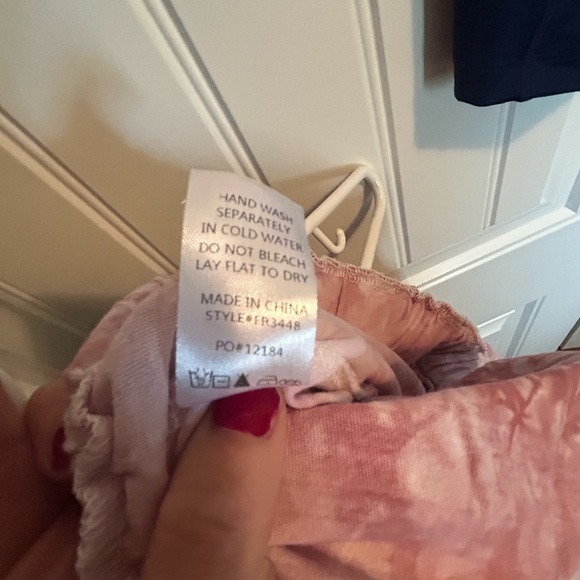 HAND WASH
SEPARATELY
IN COLD WATER
DO NOT BLEACH
LAY FLAT TO DRY
MADE IN CHINA
STYLE#FR3448
PO#12184